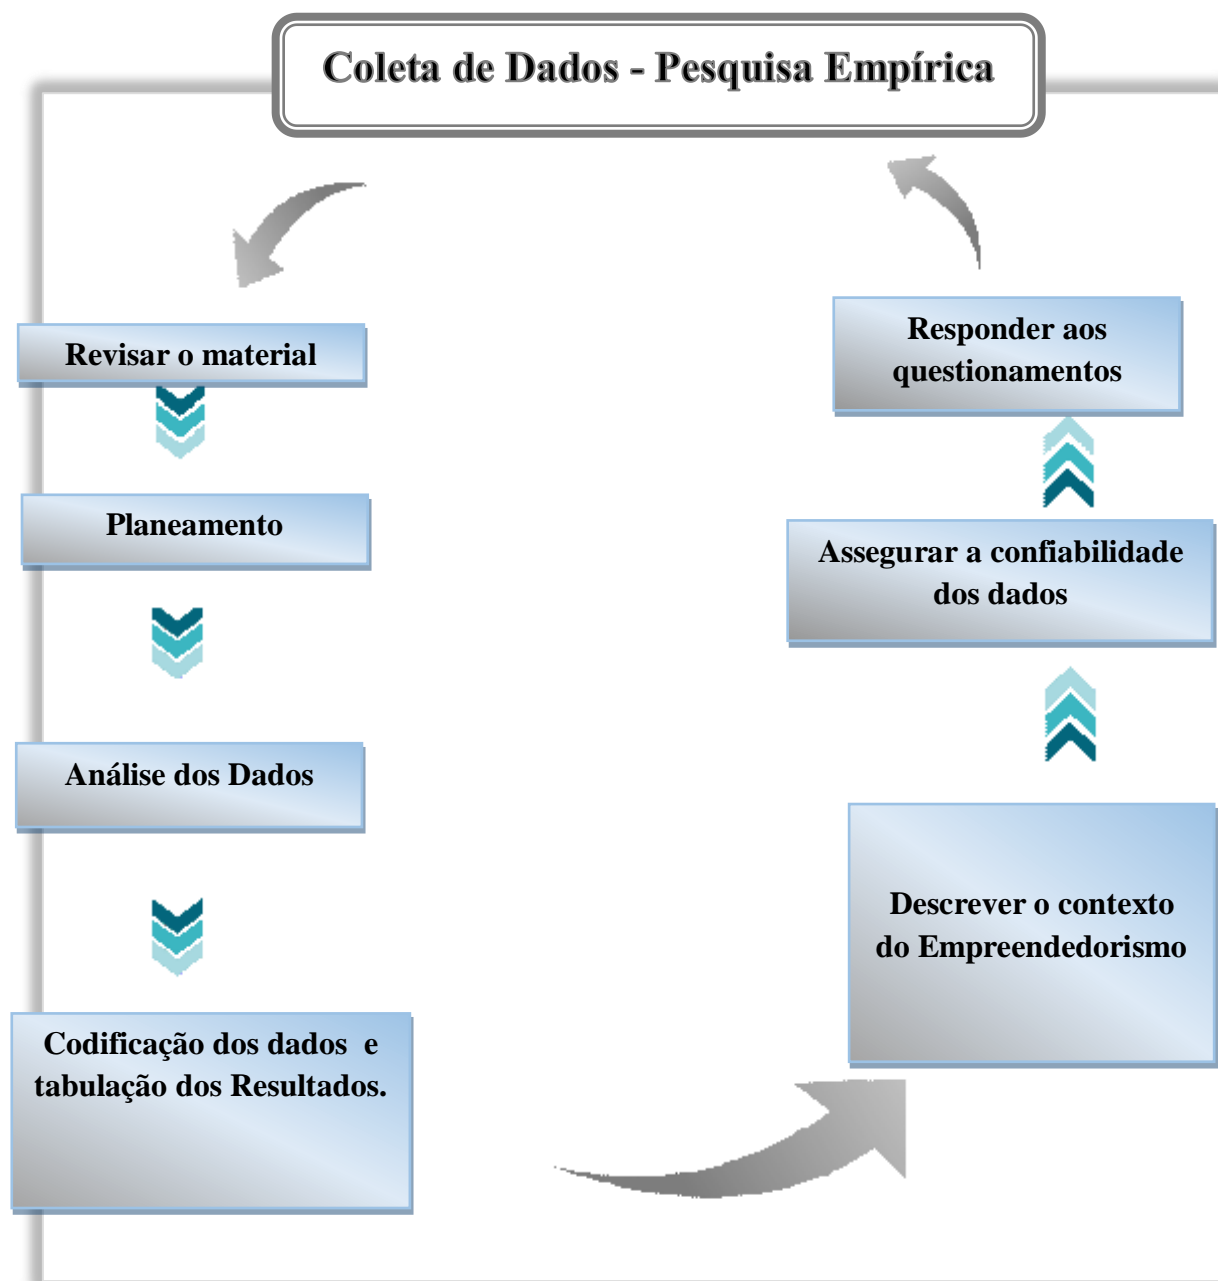 Coleta de Dados - Pesquisa Empírica
Revisar o material
Planeamento
Análise dos Dados
Codificação dos dados e
tabulação dos Resultados.
Descrever o contexto
do Empreendedorismo
Assegurar a confiabilidade
dos dados
Responder aos
questionamentos